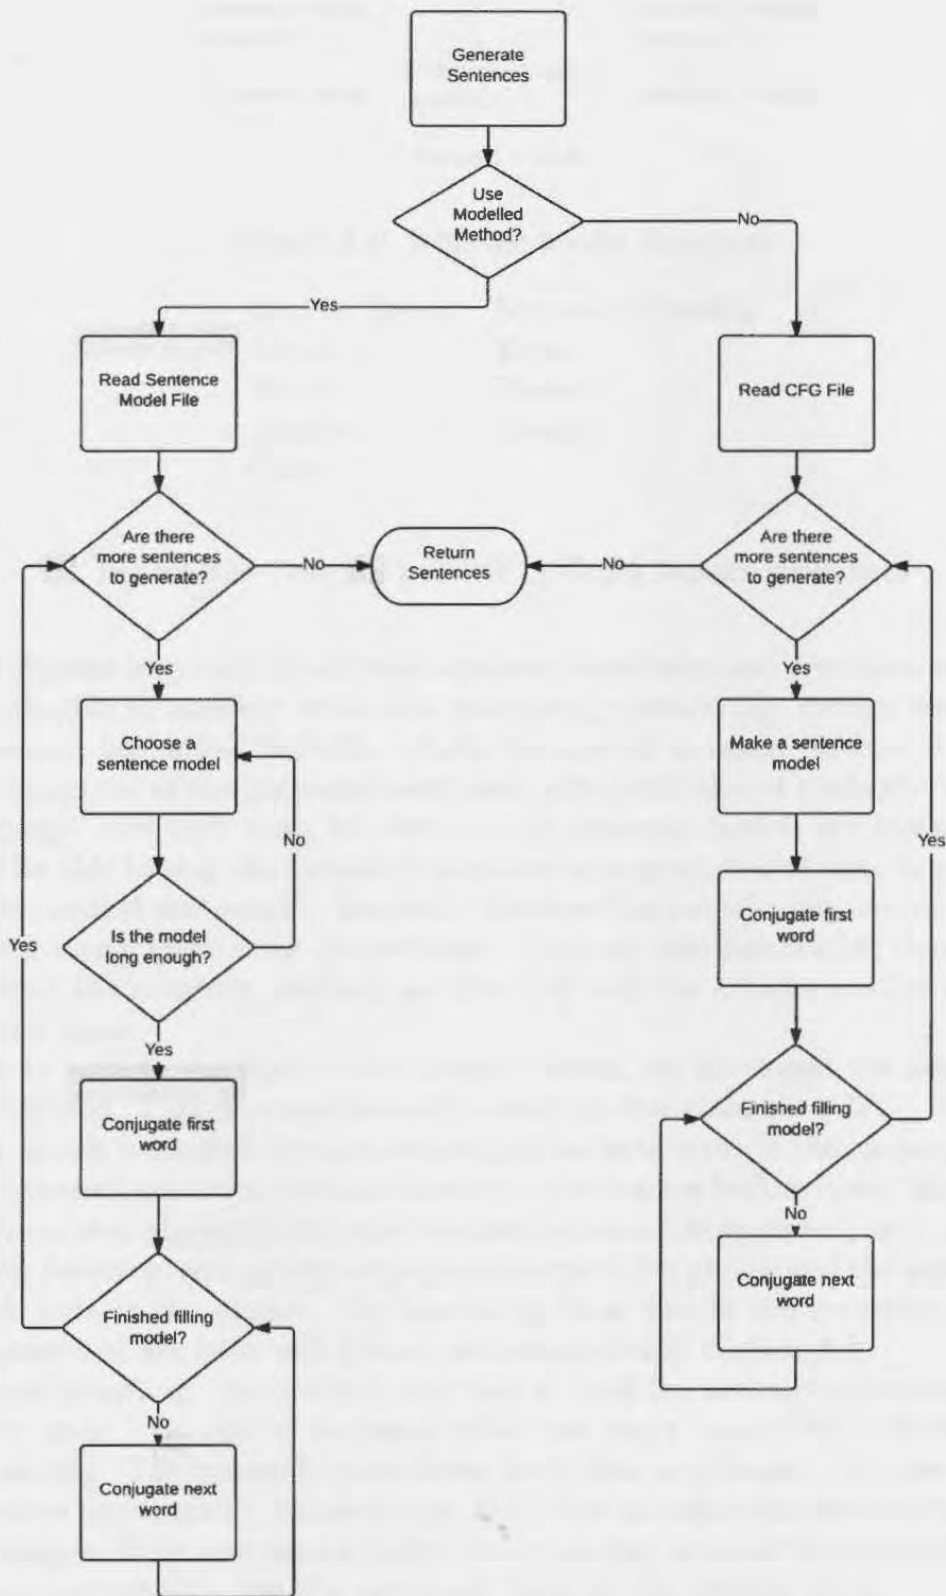 Generate
Sentences
Use
Modelled
Method?
No
Yes
Read Sentence
Model File
Read CFG File
Are there
more sentences
to generate?
No
Return
Sentences
No
Are there
more sentences
to generate?
Yes
Yes
Choose a
sentence model
Make a sentence
model
No
Yes
Conjugate first
word
Is the model
long enough?
Yes
Yes
Conjugate first
word
Finished filling
model?
No
Conjugate next
word
Finished filling
model?
No
Conjugate next
word